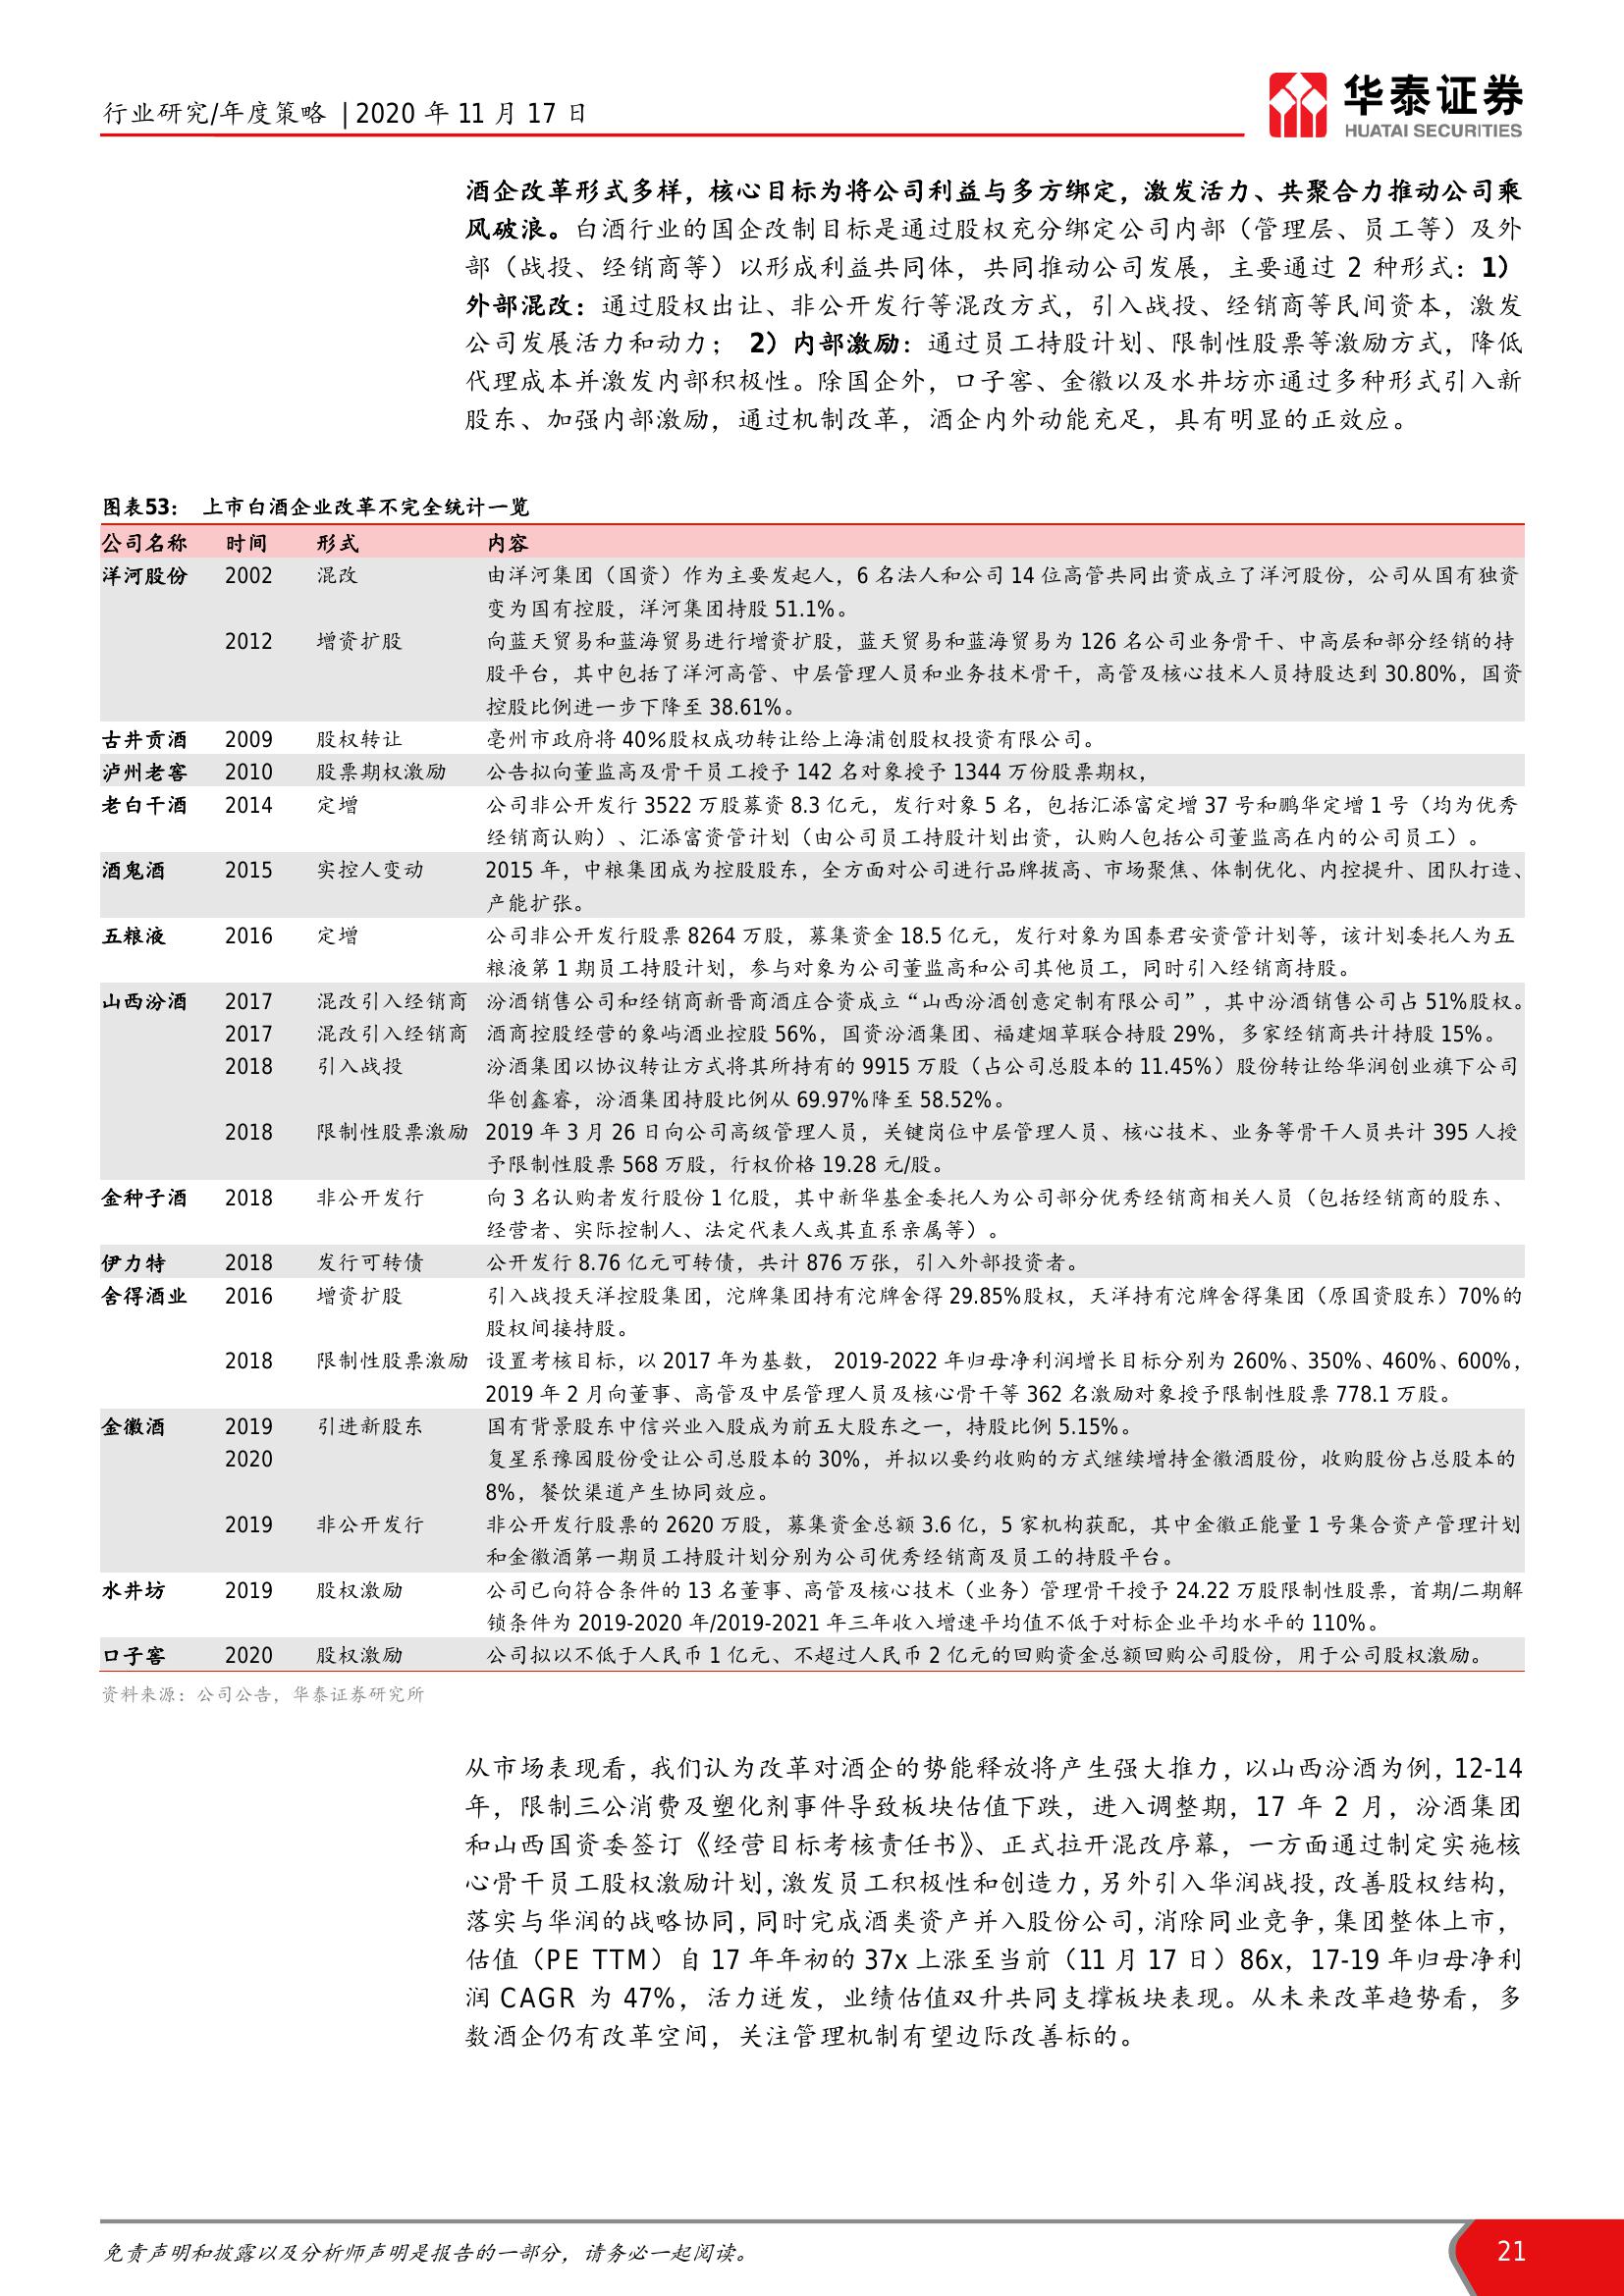 行业研究/年度策略 | 2020 年 11 月 17 日
华泰证券
HUATAI SECURITIES
酒企改革形式多样，核心目标为将公司利益与多方绑定，激发活力、共聚合力推动公司乘
风破浪。白酒行业的国企改制目标是通过股权充分绑定公司内部（管理层、员工等）及外
部（战投、经销商等）以形成利益共同体，共同推动公司发展，主要通过 2 种形式：1）
外部混改：通过股权出让、非公开发行等混改方式，引入战投、经销商等民间资本，激发
公司发展活力和动力； 2）内部激励：通过员工持股计划、限制性股票等激励方式，降低
代理成本并激发内部积极性。除国企外，口子窖、金徽以及水井坊亦通过多种形式引入新
股东、加强内部激励，通过机制改革，酒企内外动能充足，具有明显的正效应。
图表53： 上市白酒企业改革不完全统计一览
公司名称 时间 形式 内容
洋河股份 2002 混改 由洋河集团（国资）作为主要发起人，6 名法人和公司 14 位高管共同出资成立了洋河股份，公司从国有独资
变为国有控股，洋河集团持股 51.1%。
2012 增资扩股 向蓝天贸易和蓝海贸易进行增资扩股，蓝天贸易和蓝海贸易为 126 名公司业务骨干、中高层和部分经销的持
股平台，其中包括了洋河高管、中层管理人员和业务技术骨干，高管及核心技术人员持股达到 30.80%，国资
控股比例进一步下降至 38.61%。
古井贡酒 2009 股权转让 亳州市政府将 40%股权成功转让给上海浦创股权投资有限公司。
泸州老窖 2010 股票期权激励 公告拟向董监高及骨干员工授予 142 名对象授予 1344 万份股票期权，
老白干酒 2014 定增 公司非公开发行 3522 万股募资 8.3 亿元，发行对象 5 名，包括汇添富定增 37 号和鹏华定增 1 号（均为优秀
经销商认购）、汇添富资管计划（由公司员工持股计划出资，认购人包括公司董监高在内的公司员工）。
酒鬼酒 2015 实控人变动 2015 年，中粮集团成为控股股东，全方面对公司进行品牌拔高、市场聚焦、体制优化、内控提升、团队打造、
产能扩张。
五粮液 2016 定增 公司非公开发行股票 8264 万股，募集资金 18.5 亿元，发行对象为国泰君安资管计划等，该计划委托人为五
粮液第 1 期员工持股计划，参与对象为公司董监高和公司其他员工，同时引入经销商持股。
山西汾酒 2017 混改引入经销商 汾酒销售公司和经销商新晋商酒庄合资成立“山西汾酒创意定制有限公司”，其中汾酒销售公司占 51%股权。
2017 混改引入经销商 酒商控股经营的象屿酒业控股 56%，国资汾酒集团、福建烟草联合持股 29%，多家经销商共计持股 15%。
2018 引入战投 汾酒集团以协议转让方式将其所持有的 9915 万股（占公司总股本的 11.45%）股份转让给华润创业旗下公司
华创鑫睿，汾酒集团持股比例从 69.97%降至 58.52%。
2018 限制性股票激励 2019 年 3 月 26 日向公司高级管理人员，关键岗位中层管理人员、核心技术、业务等骨干人员共计 395 人授
予限制性股票 568 万股，行权价格 19.28 元/股。
金种子酒 2018 非公开发行 向 3 名认购者发行股份 1 亿股，其中新华基金委托人为公司部分优秀经销商相关人员（包括经销商的股东、
经营者、实际控制人、法定代表人或其直系亲属等）。
伊力特 2018 发行可转债 公开发行 8.76 亿元可转债，共计 876 万张，引入外部投资者。
舍得酒业 2016 增资扩股 引入战投天洋控股集团，沱牌集团持有沱牌舍得 29.85%股权，天洋持有沱牌舍得集团（原国资股东）70%的
股权间接持股。
2018 限制性股票激励 设置考核目标，以 2017 年为基数， 2019-2022 年归母净利润增长目标分别为 260%、350%、460%、600%，
2019 年 2 月向董事、高管及中层管理人员及核心骨干等 362 名激励对象授予限制性股票 778.1 万股。
金徽酒 2019 引进新股东 国有背景股东中信兴业入股成为前五大股东之一，持股比例 5.15%。
2020 复星系豫园股份受让公司总股本的 30%，并拟以要约收购的方式继续增持金徽酒股份，收购股份占总股本的
8%，餐饮渠道产生协同效应。
2019 非公开发行 非公开发行股票的 2620 万股，募集资金总额 3.6 亿，5 家机构获配，其中金徽正能量 1 号集合资产管理计划
和金徽酒第一期员工持股计划分别为公司优秀经销商及员工的持股平台。
水井坊 2019 股权激励 公司已向符合条件的 13 名董事、高管及核心技术（业务）管理骨干授予 24.22 万股限制性股票，首期/二期解
锁条件为 2019-2020 年/2019-2021 年三年收入增速平均值不低于对标企业平均水平的 110%。
口子窖 2020 股权激励 公司拟以不低于人民币 1 亿元、不超过人民币 2 亿元的回购资金总额回购公司股份，用于公司股权激励。
资料来源：公司公告，华泰证券研究所
从市场表现看，我们认为改革对酒企的势能释放将产生强大推力，以山西汾酒为例，12-14
年，限制三公消费及塑化剂事件导致板块估值下跌，进入调整期，17 年 2 月，汾酒集团
和山西国资委签订《经营目标考核责任书》、正式拉开混改序幕，一方面通过制定实施核
心骨干员工股权激励计划，激发员工积极性和创造力，另外引入华润战投，改善股权结构，
落实与华润的战略协同，同时完成酒类资产并入股份公司，消除同业竞争，集团整体上市，
估值（PE TTM）自 17 年年初的 37x 上涨至当前（11 月 17 日）86x，17-19 年归母净利
润 CAGR 为 47%，活力迸发，业绩估值双升共同支撑板块表现。从未来改革趋势看，多
数酒企仍有改革空间，关注管理机制有望边际改善标的。
免责声明和披露以及分析师声明是报告的一部分，请务必一起阅读。
21